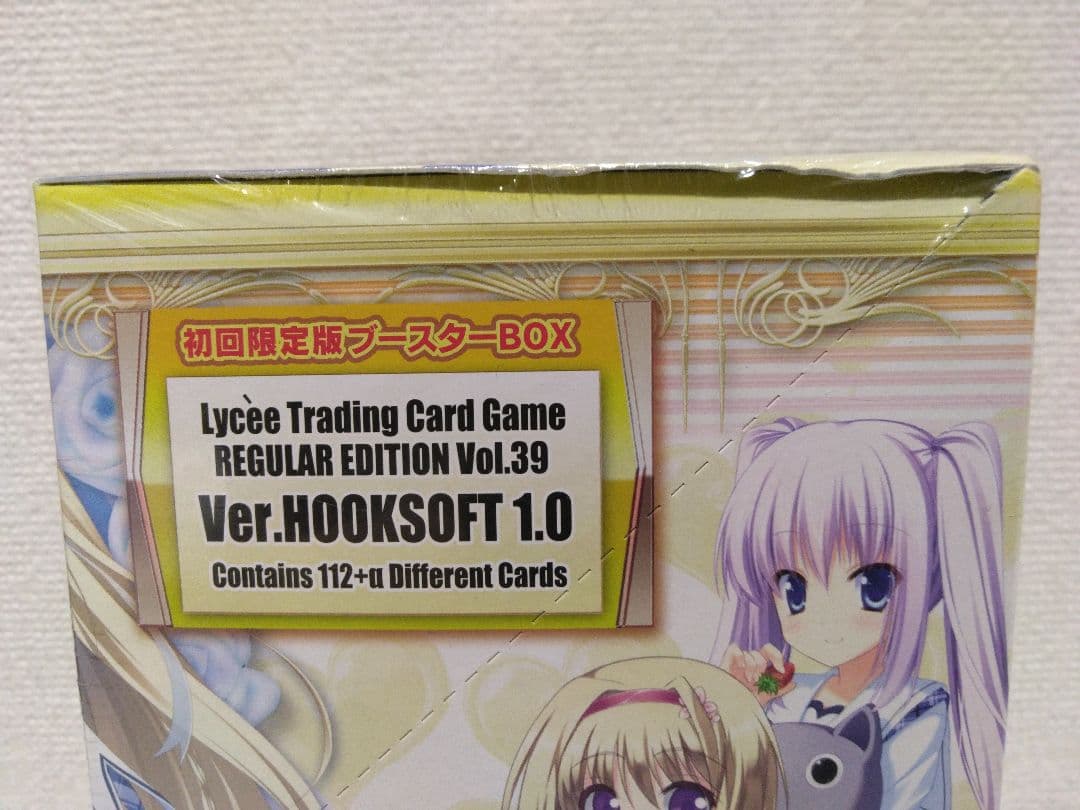 初回限定版ブースターBOX
Lycèe Trading Card Game
REGULAR EDITION Vol.39
Ver.HOOKSOFT 1.0
Contains 112+α Different Cards